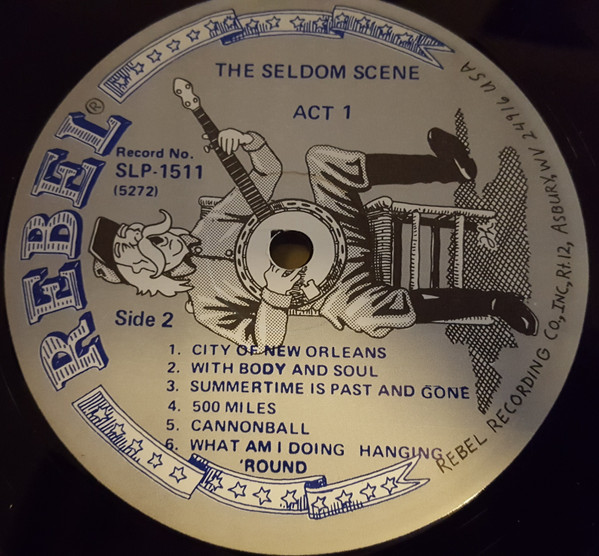 THE SELDOM SCENE
ACT 1
REBEL®
Record No.
SLP-1511
(5272)
Side 2
1. CITY OF NEW ORLEANS
2. WITH BODY AND SOUL
3. SUMMERTIME IS PAST AND GONE
4. 500 MILES
5. CANNONBALL
6. WHAT AM I DOING HANGING
'ROUND
REBEL RECORDING CO., INC., Rt. 12, ASBURY, WV 24916 USA